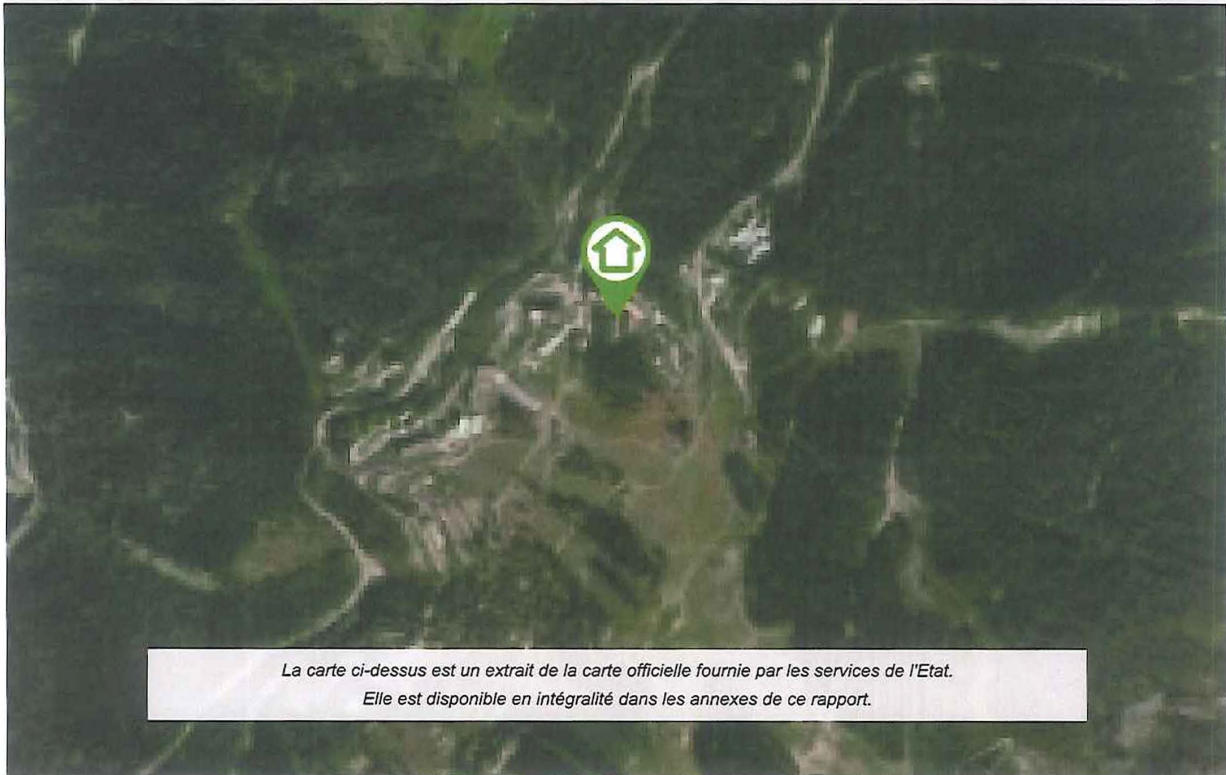 La carte ci-dessus est un extrait de la carte officielle fournie par les services de l'Etat.
Elle est disponible en intégralité dans les annexes de ce rapport.